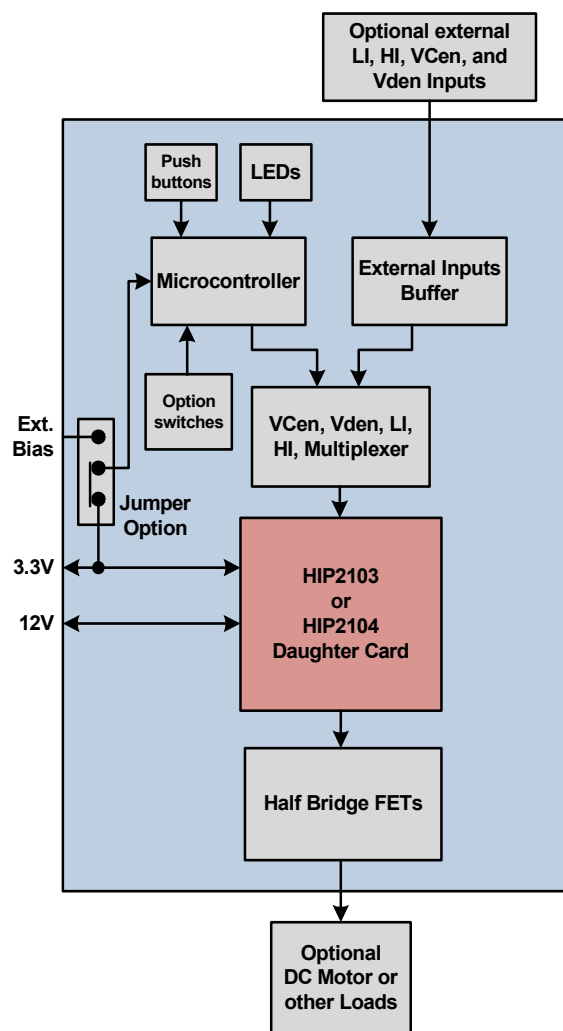 Optional external
LI, HI, VCen, and
Vden Inputs
Push
buttons
LEDs
Microcontroller
External Inputs
Buffer
Option
switches
VCen, Vden, LI,
HI, Multiplexer
Ext.
Bias
Jumper
Option
3.3V
12V
HIP2103
or
HIP2104
Daughter Card
Half Bridge FETs
Optional
DC Motor or
other Loads